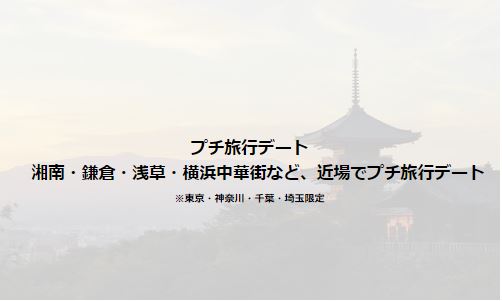 プチ旅行デート
湘南・鎌倉・浅草・横浜中華街など、近場でプチ旅行デート
※東京・神奈川・千葉・埼玉限定